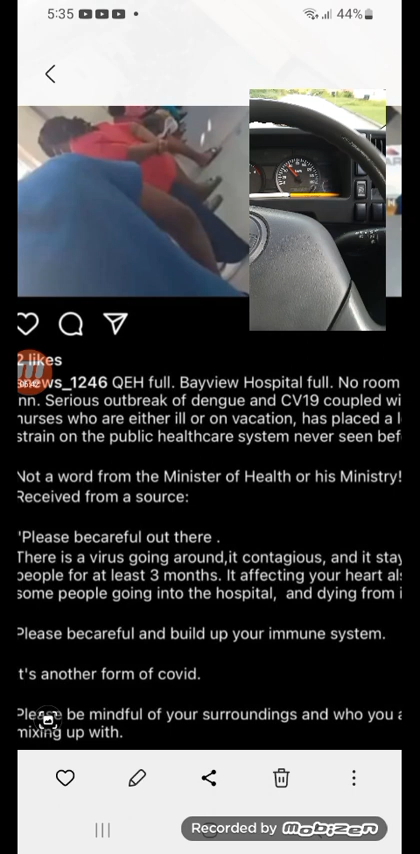 5:35
44%
2 likes
ews_1246 QEH full. Bayview Hospital full. No room
nn. Serious outbreak of dengue and CV19 coupled wi
nurses who are either ill or on vacation, has placed a l
strain on the public healthcare system never seen bef
Not a word from the Minister of Health or his Ministry!
Received from a source:
'Please becareful out there .
There is a virus going around,it contagious, and it stay
people for at least 3 months. It affecting your heart al
some people going into the hospital, and dying from i
Please becareful and build up your immune system.
t's another form of covid.
Please be mindful of your surroundings and who you a
mixing up with.
Recorded by mobizen